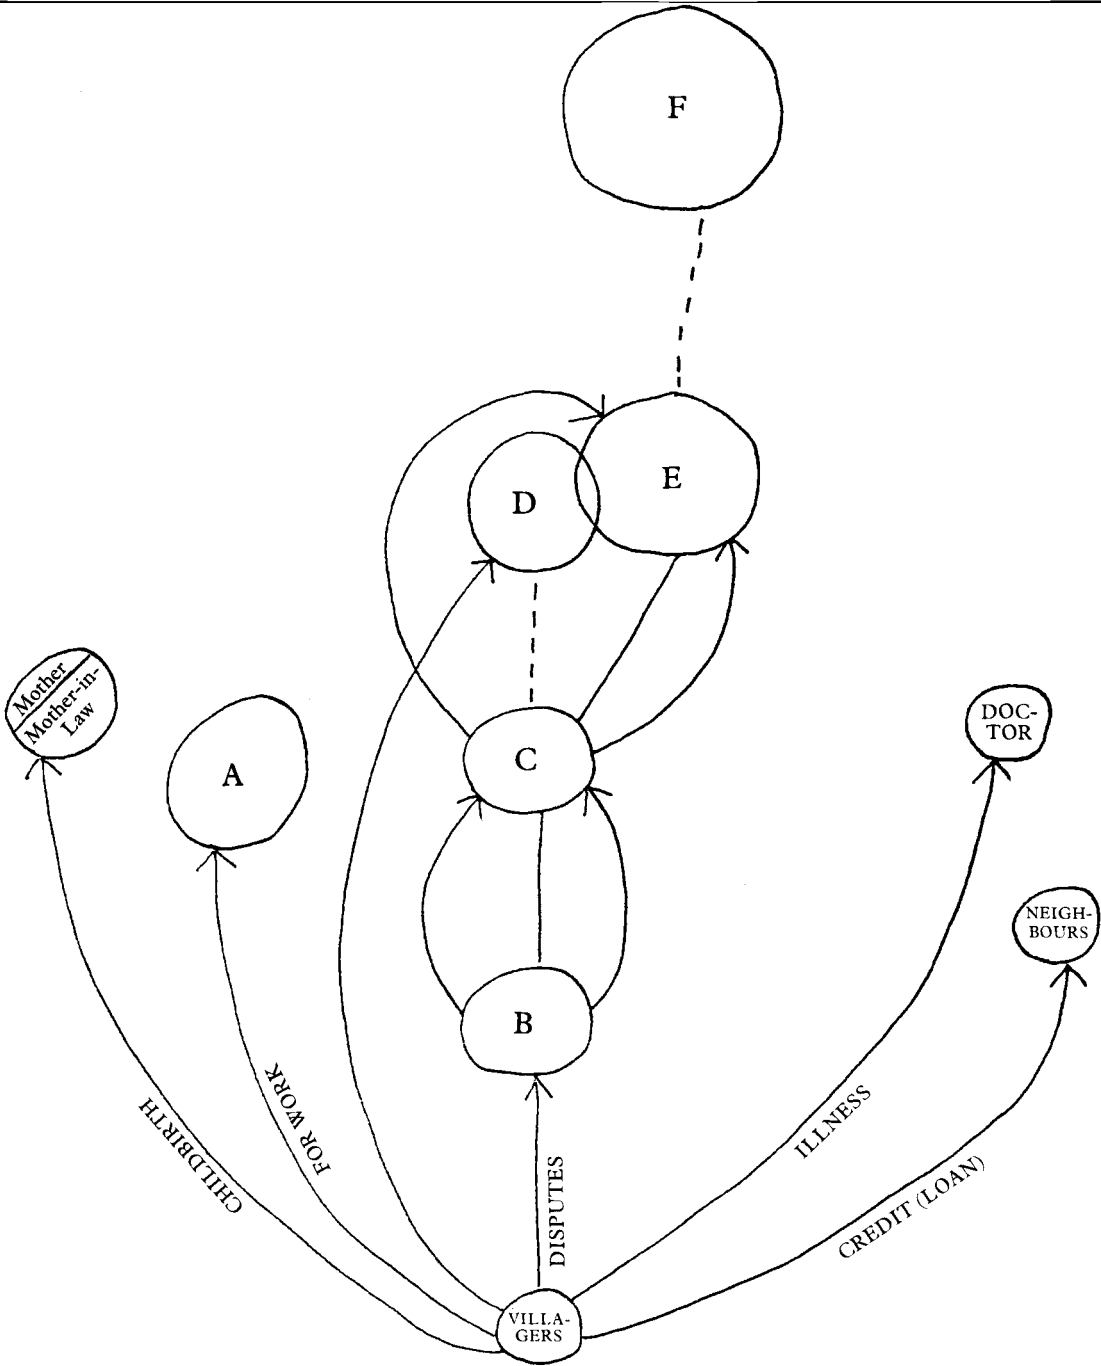 F
E
D
Mother
Mother-in-
Law
A
C
DOC-
TOR
NEIGH-
BOURS
B
CHILDBIRTH
FOR WORK
DISPUTES
ILLNESS
CREDIT (LOAN)
VILLA-
GERS